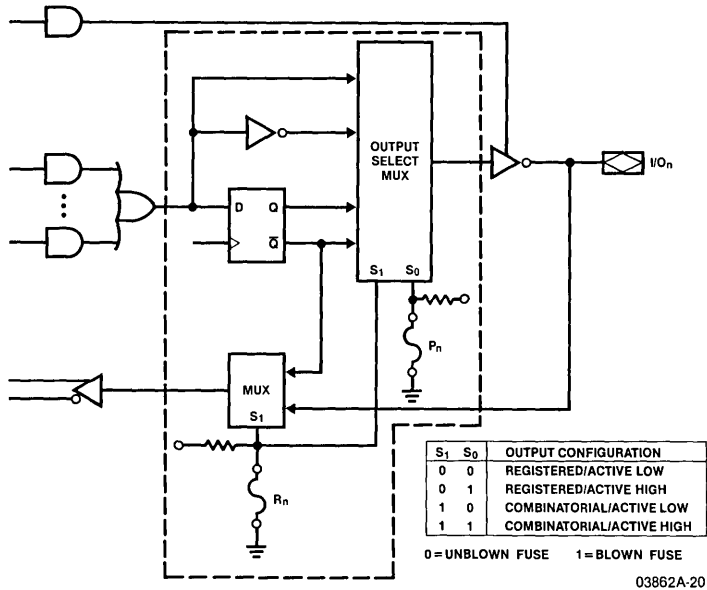 OUTPUT
SELECT
MUX
I/On
D Q
Q̅
S1 S0
Pn
MUX
S1
Rn
S1 S0 OUTPUT CONFIGURATION
0 0 REGISTERED/ACTIVE LOW
0 1 REGISTERED/ACTIVE HIGH
1 0 COMBINATORIAL/ACTIVE LOW
1 1 COMBINATORIAL/ACTIVE HIGH
0=UNBLOWN FUSE 1=BLOWN FUSE
03862A-20